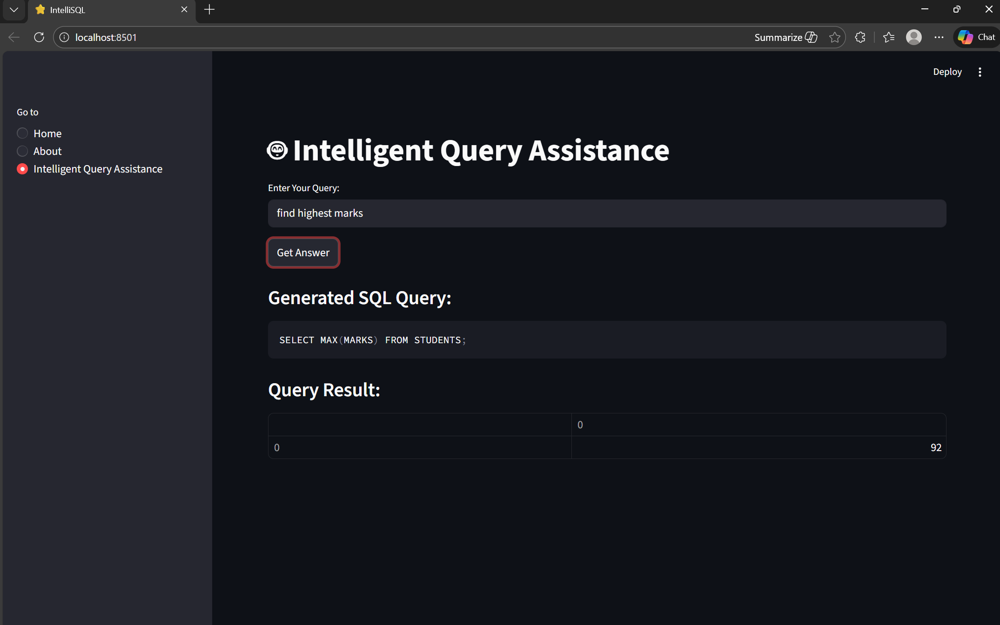 IntelliSQL
localhost:8501
Summarize
Chat
Deploy
Go to
Home
About
Intelligent Query Assistance
Intelligent Query Assistance
Enter Your Query:
find highest marks
Get Answer
Generated SQL Query:
SELECT MAX(MARKS) FROM STUDENTS;
Query Result:
0
0 92